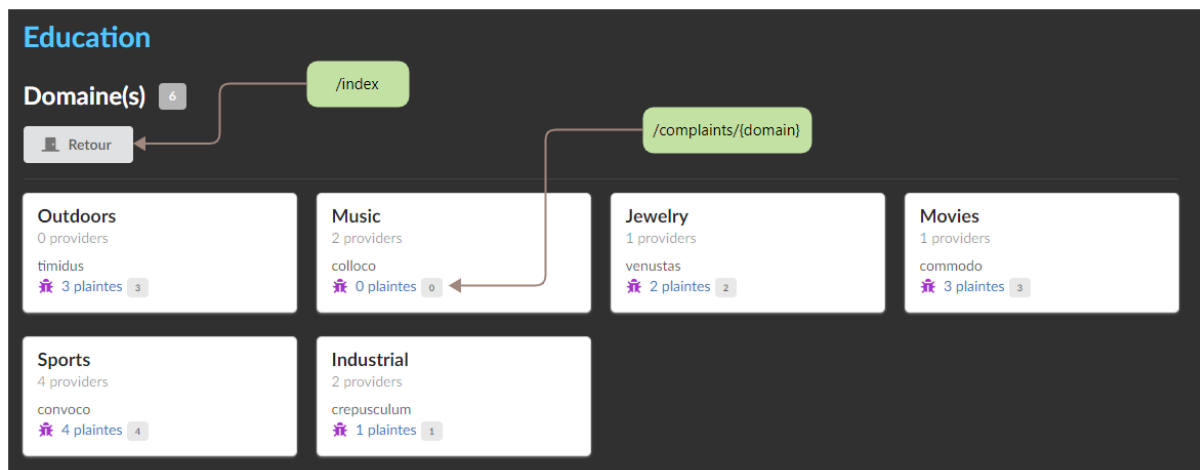 Education
/index
Domaine(s) 6
/complaints/{domain}
Retour
Outdoors
0 providers
timidus
3 plaintes 3
Music
2 providers
colloco
0 plaintes 0
Jewelry
1 providers
venustas
2 plaintes 2
Movies
1 providers
commodo
3 plaintes 3
Sports
4 providers
convoco
4 plaintes 4
Industrial
2 providers
crepusculum
1 plaintes 1